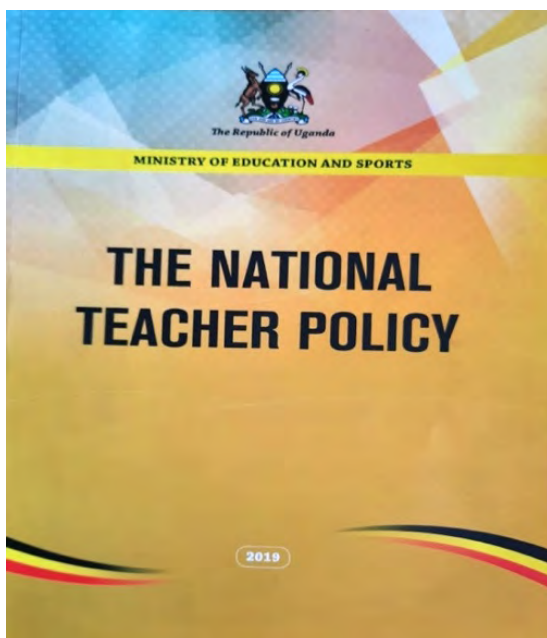 The Republic of Uganda
MINISTRY OF EDUCATION AND SPORTS
THE NATIONAL
TEACHER POLICY
2019